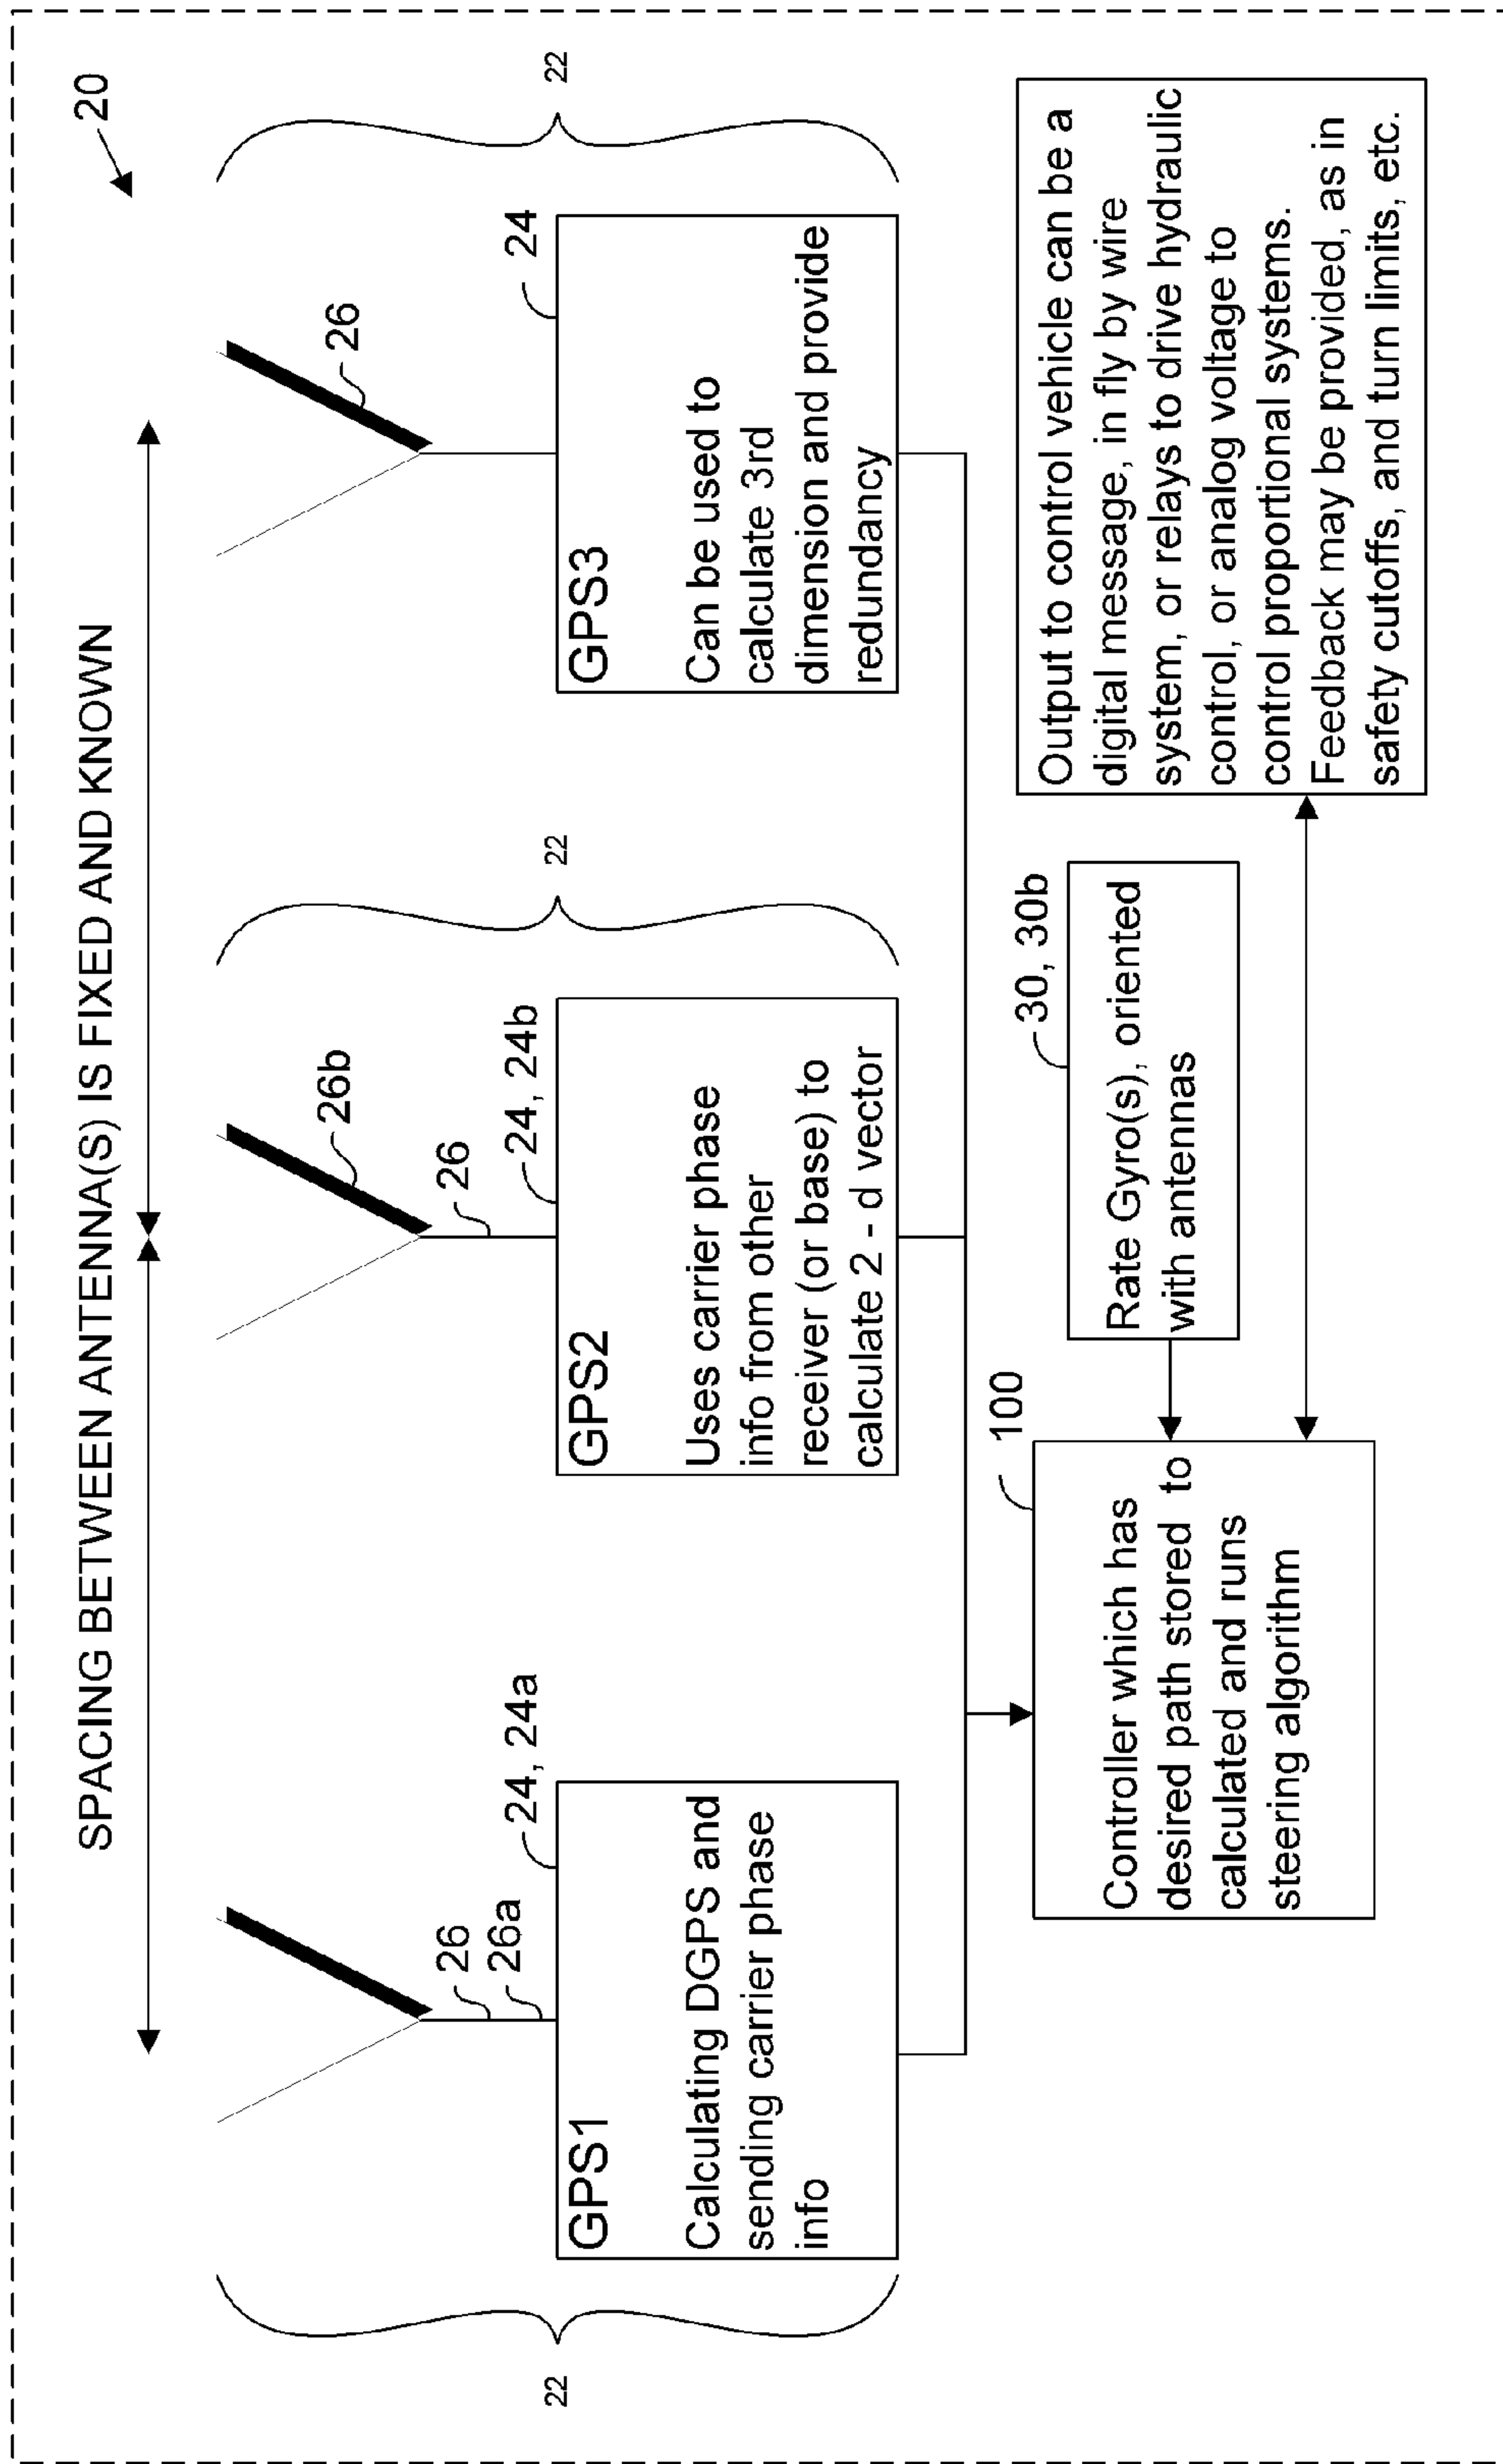 20
SPACING BETWEEN ANTENNA(S) IS FIXED AND KNOWN
22
26
26a
24, 24a
GPS1
Calculating DGPS and
sending carrier phase
info
26b
26
24, 24b
22
GPS2
Uses carrier phase
info from other
receiver (or base) to
calculate 2 - d vector
26
24
22
GPS3
Can be used to
calculate 3rd
dimension and provide
redundancy
100
Controller which has
desired path stored to
calculated and runs
steering algorithm
30, 30b
Rate Gyro(s), oriented
with antennas
Output to control vehicle can be a
digital message, in fly by wire
system, or relays to drive hydraulic
control, or analog voltage to
control proportional systems.
Feedback may be provided, as in
safety cutoffs, and turn limits, etc.